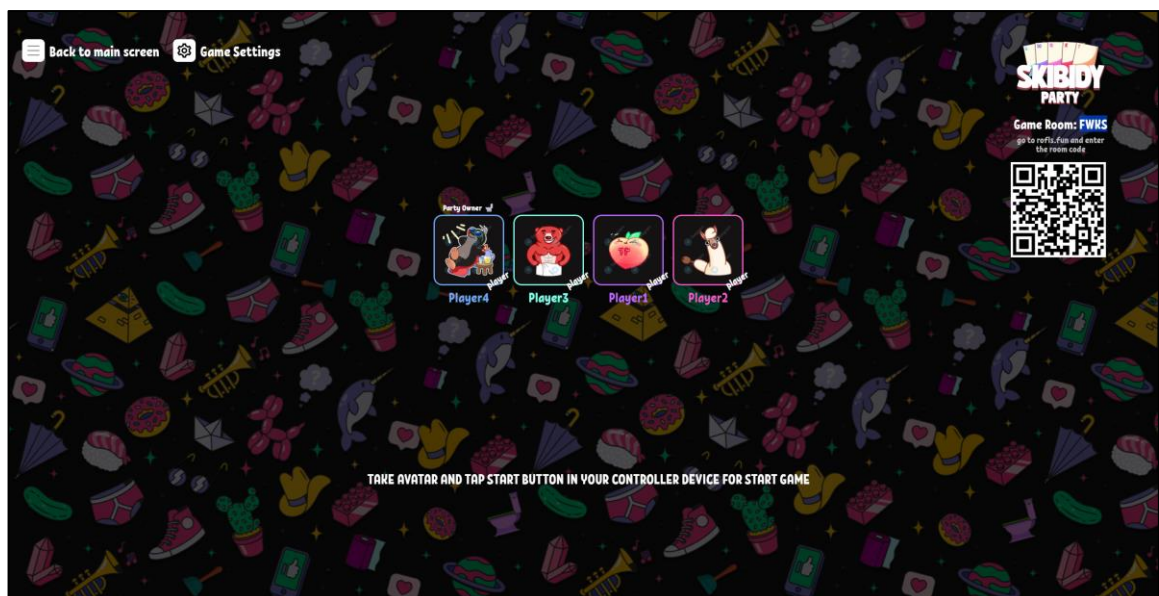 Back to main screen
Game Settings
SKIBIDY
PARTY
Game Room: FWKS
go to refls.fun and enter
the room code
Party Owner
player
player
player
player
Player4
Player3
Player1
Player2
TAKE AVATAR AND TAP START BUTTON IN YOUR CONTROLLER DEVICE FOR START GAME